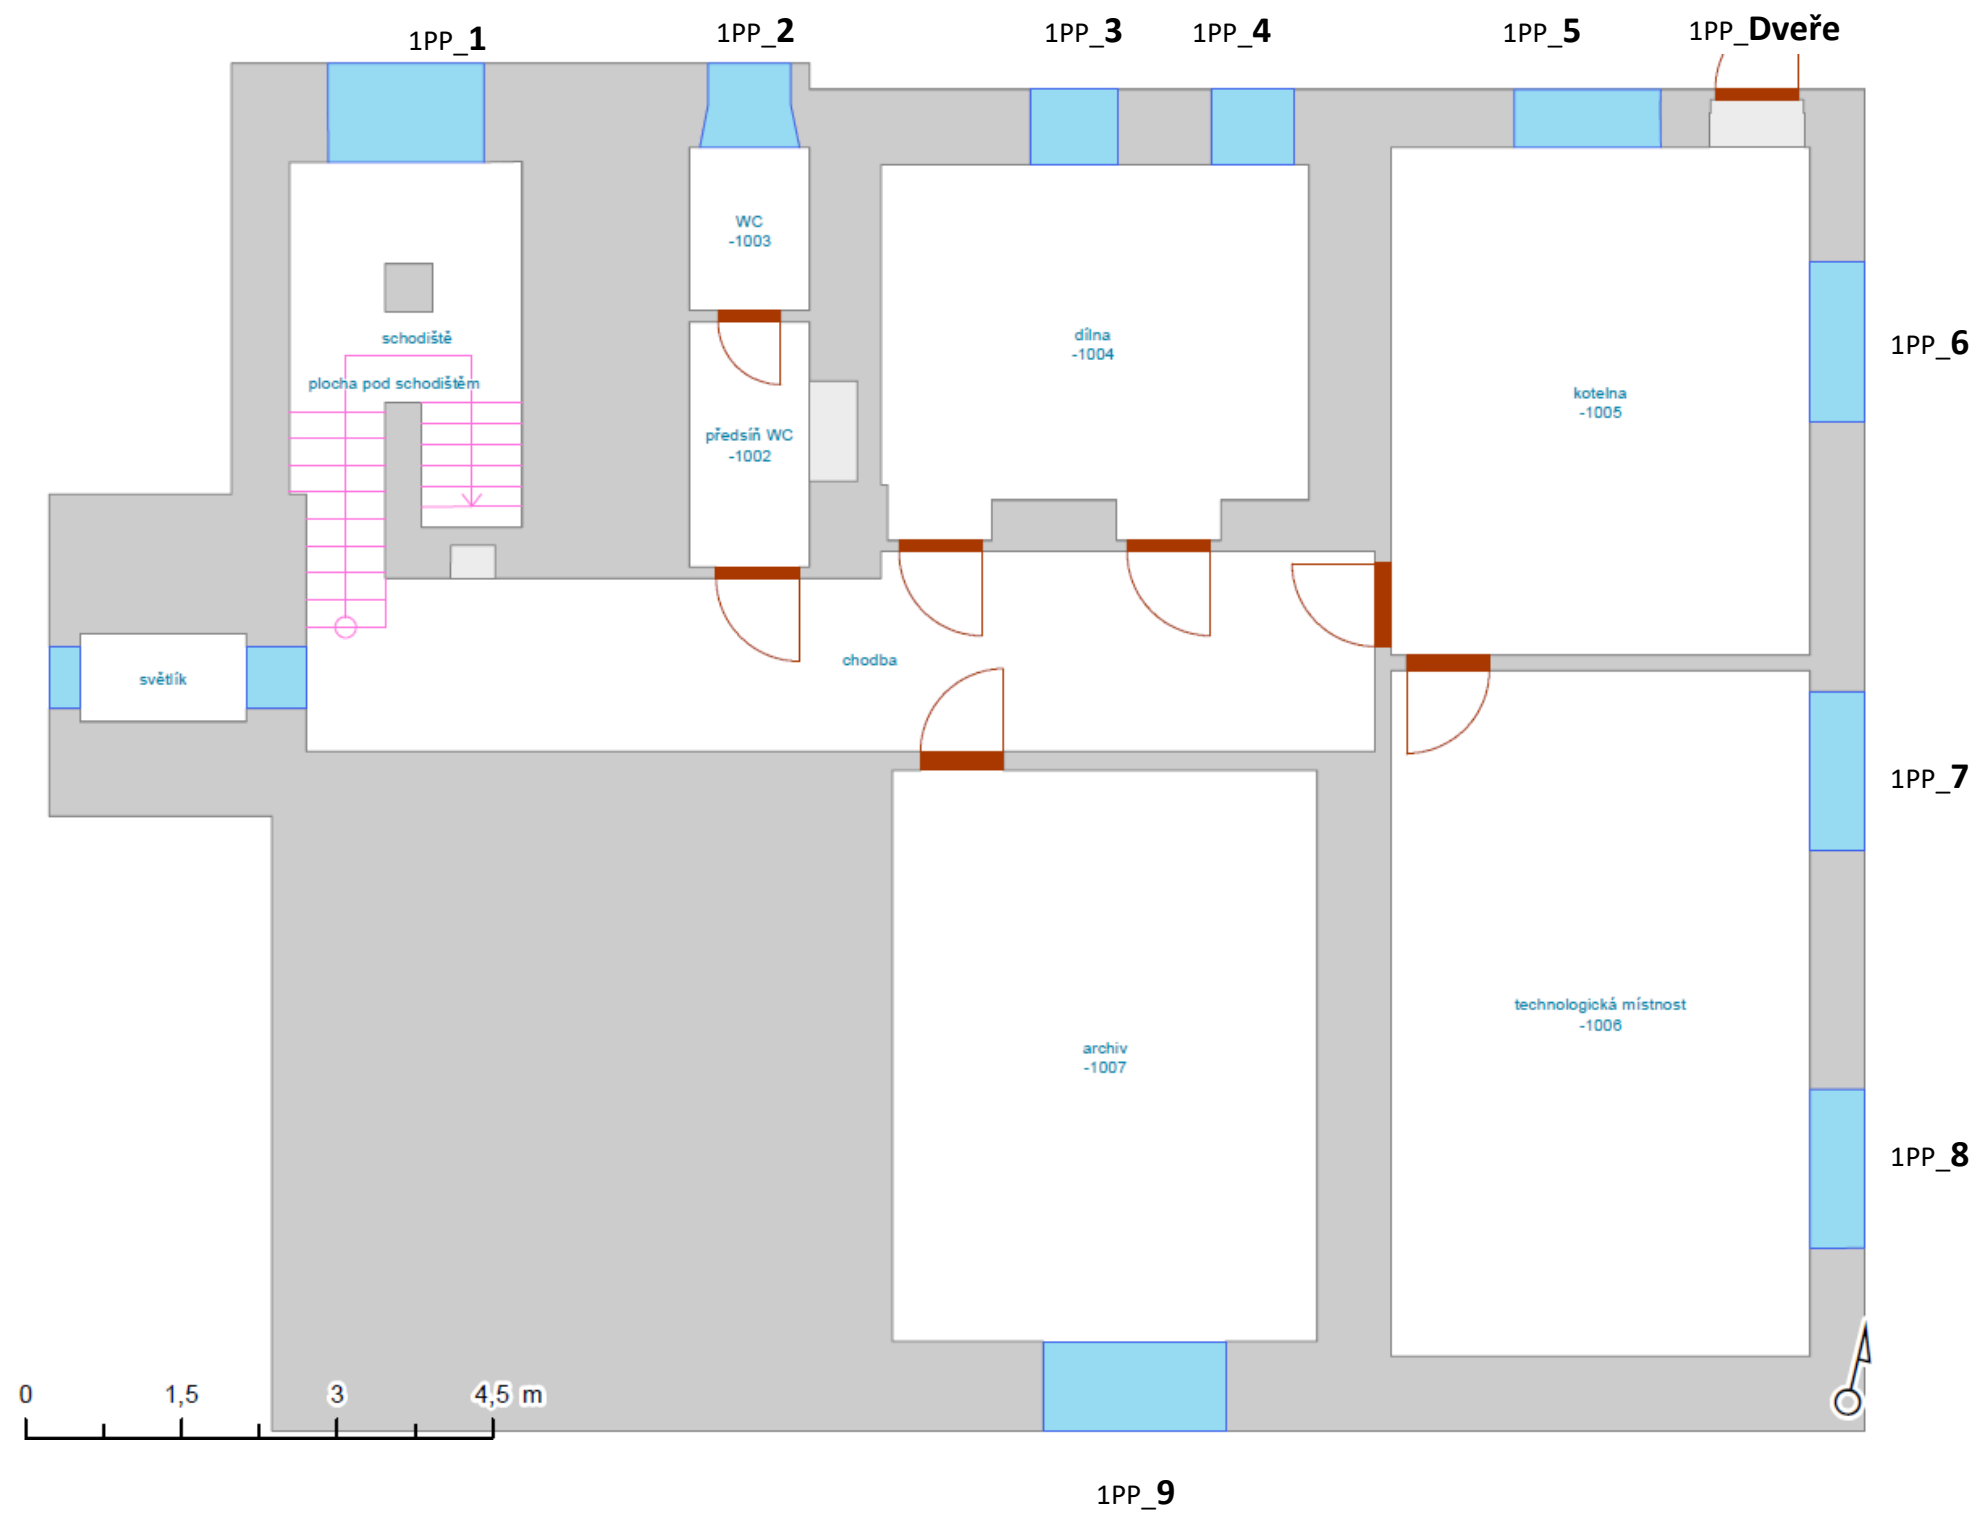 1PP_1
1PP_2
1PP_3
1PP_4
1PP_5
1PP_Dveře
WC
-1003
schodiště
plocha pod schodištěm
předsíň WC
-1002
dílna
-1004
kotelna
-1005
1PP_6
světlík
chodba
1PP_7
technologická místnost
-1006
archiv
-1007
1PP_8
0 1,5 3 4,5 m
1PP_9